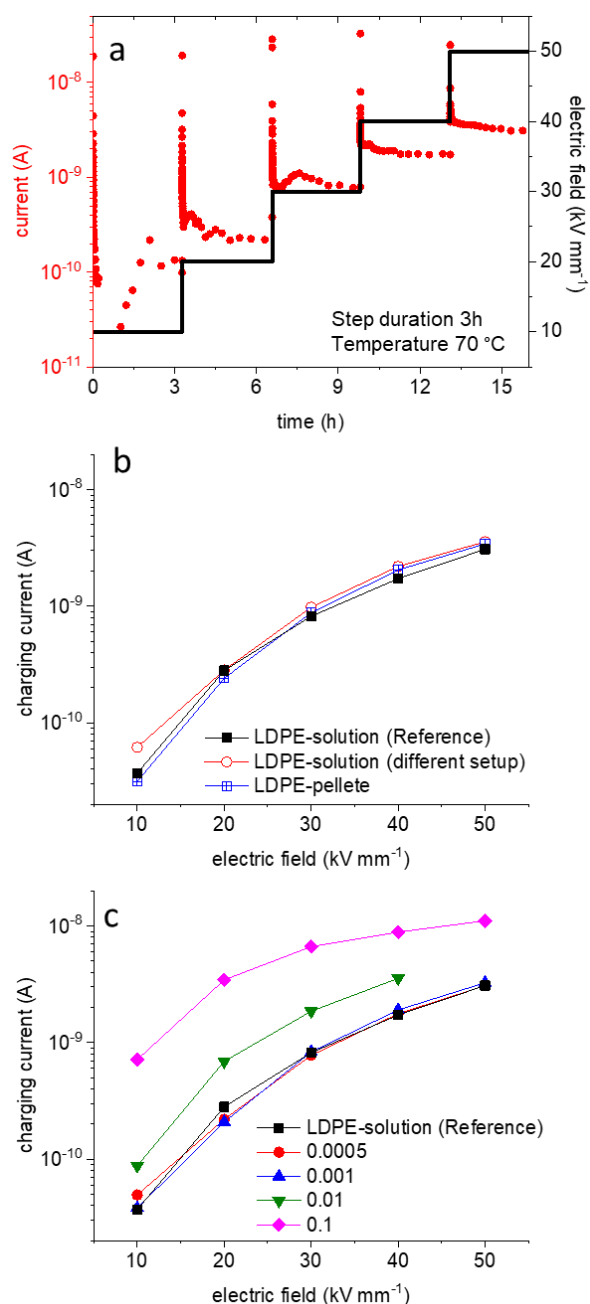 a
10⁻⁸
10⁻⁹
10⁻¹⁰
10⁻¹¹
current (A)
50
40
30
20
10
electric field (kV mm⁻¹)
Step duration 3h
Temperature 70 °C
0 3 6 9 12 15
time (h)
b
10⁻⁸
10⁻⁹
10⁻¹⁰
charging current (A)
LDPE-solution (Reference)
LDPE-solution (different setup)
LDPE-pellete
10 20 30 40 50
electric field (kV mm⁻¹)
c
10⁻⁸
10⁻⁹
10⁻¹⁰
charging current (A)
LDPE-solution (Reference)
0.0005
0.001
0.01
0.1
10 20 30 40 50
electric field (kV mm⁻¹)